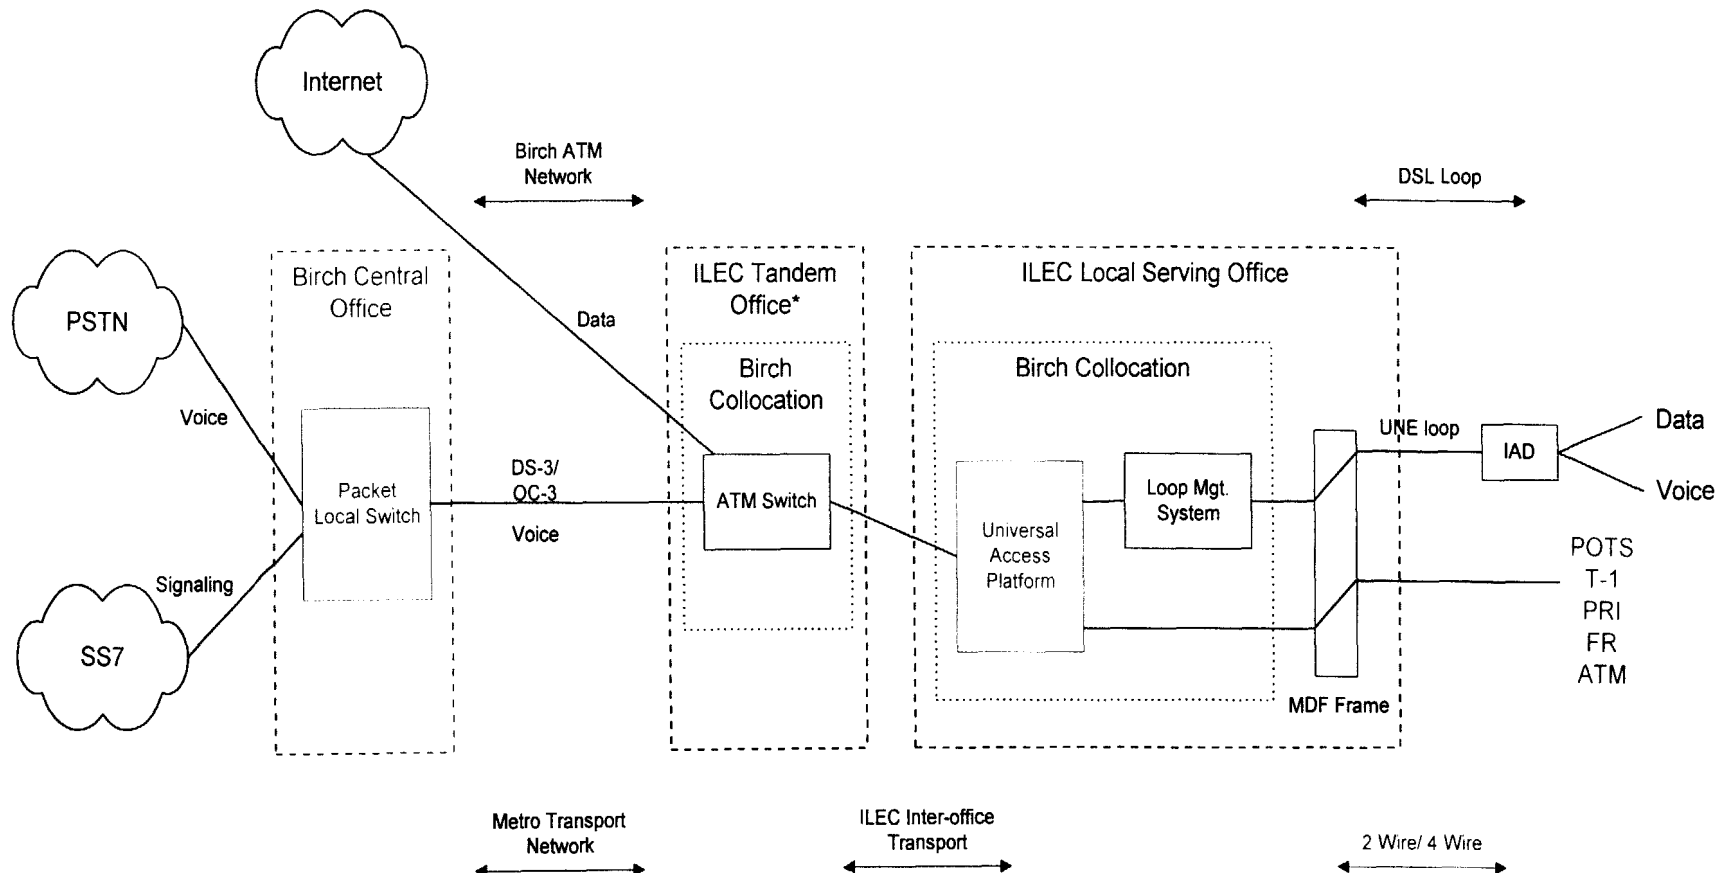 Internet
Birch ATM
Network
DSL Loop
Birch Central
Office
ILEC Tandem
Office*
ILEC Local Serving Office
PSTN
Data
Birch
Collocation
Birch Collocation
Voice
UNE loop
Data
IAD
Voice
DS-3/
OC-3
Voice
Packet
Local Switch
ATM Switch
Loop Mgt.
System
Universal
Access
Platform
Signaling
SS7
POTS
T-1
PRI
FR
ATM
MDF Frame
Metro Transport
Network
ILEC Inter-office
Transport
2 Wire/ 4 Wire